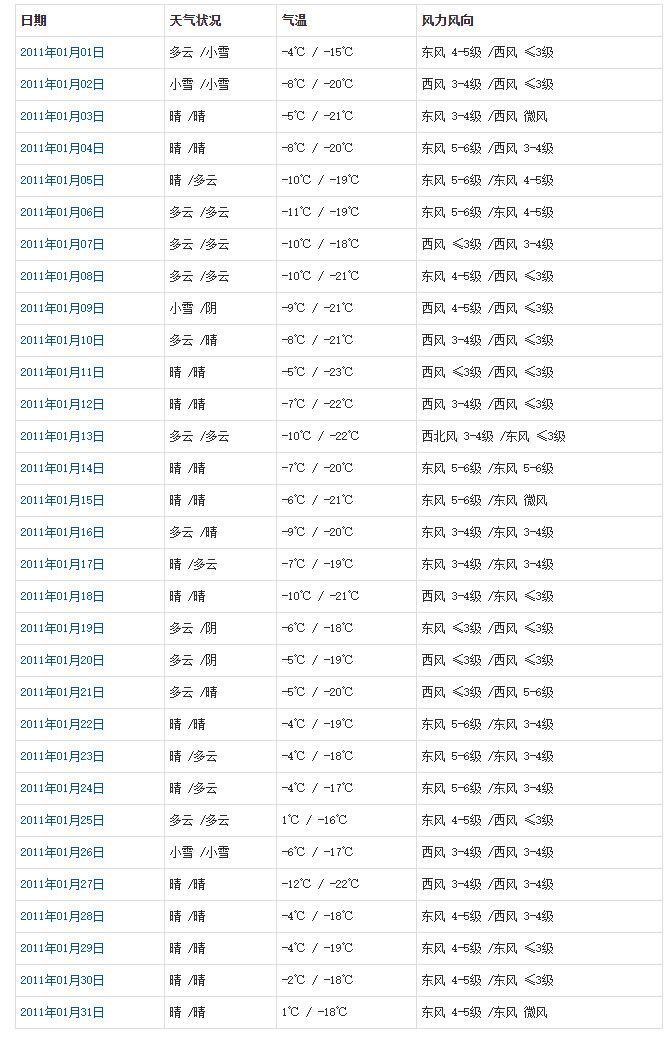 日期 天气状况 气温 风力风向
2011年01月01日 多云 /小雪 -4℃ / -15℃ 东风 4-5级 /西风 ≤3级
2011年01月02日 小雪 /小雪 -8℃ / -20℃ 西风 3-4级 /西风 ≤3级
2011年01月03日 晴 /晴 -5℃ / -21℃ 东风 3-4级 /西风 微风
2011年01月04日 晴 /晴 -8℃ / -20℃ 东风 5-6级 /西风 3-4级
2011年01月05日 晴 /多云 -10℃ / -19℃ 东风 5-6级 /东风 4-5级
2011年01月06日 多云 /多云 -11℃ / -19℃ 东风 5-6级 /东风 4-5级
2011年01月07日 多云 /多云 -10℃ / -18℃ 西风 ≤3级 /西风 3-4级
2011年01月08日 多云 /多云 -10℃ / -21℃ 东风 4-5级 /西风 ≤3级
2011年01月09日 小雪 /阴 -9℃ / -21℃ 西风 4-5级 /西风 ≤3级
2011年01月10日 多云 /晴 -8℃ / -21℃ 西风 3-4级 /西风 ≤3级
2011年01月11日 晴 /晴 -5℃ / -23℃ 西风 ≤3级 /西风 ≤3级
2011年01月12日 晴 /晴 -7℃ / -22℃ 西风 3-4级 /西风 ≤3级
2011年01月13日 多云 /多云 -10℃ / -22℃ 西北风 3-4级 /东风 ≤3级
2011年01月14日 晴 /晴 -7℃ / -20℃ 东风 5-6级 /东风 5-6级
2011年01月15日 晴 /晴 -6℃ / -21℃ 东风 5-6级 /东风 微风
2011年01月16日 多云 /晴 -9℃ / -20℃ 东风 3-4级 /东风 3-4级
2011年01月17日 晴 /多云 -7℃ / -19℃ 东风 3-4级 /东风 3-4级
2011年01月18日 晴 /晴 -10℃ / -21℃ 西风 3-4级 /东风 ≤3级
2011年01月19日 多云 /阴 -6℃ / -18℃ 东风 ≤3级 /西风 ≤3级
2011年01月20日 多云 /阴 -5℃ / -19℃ 西风 ≤3级 /西风 ≤3级
2011年01月21日 多云 /晴 -5℃ / -20℃ 西风 ≤3级 /西风 5-6级
2011年01月22日 晴 /晴 -4℃ / -19℃ 东风 5-6级 /东风 3-4级
2011年01月23日 晴 /多云 -4℃ / -18℃ 东风 5-6级 /东风 3-4级
2011年01月24日 晴 /多云 -4℃ / -17℃ 东风 5-6级 /东风 3-4级
2011年01月25日 多云 /多云 1℃ / -16℃ 东风 4-5级 /西风 ≤3级
2011年01月26日 小雪 /小雪 -6℃ / -17℃ 西风 3-4级 /西风 3-4级
2011年01月27日 晴 /晴 -12℃ / -22℃ 西风 3-4级 /西风 3-4级
2011年01月28日 晴 /晴 -4℃ / -18℃ 东风 4-5级 /西风 3-4级
2011年01月29日 晴 /晴 -4℃ / -19℃ 东风 4-5级 /东风 ≤3级
2011年01月30日 晴 /晴 -2℃ / -18℃ 东风 4-5级 /东风 ≤3级
2011年01月31日 晴 /晴 1℃ / -18℃ 东风 4-5级 /东风 微风